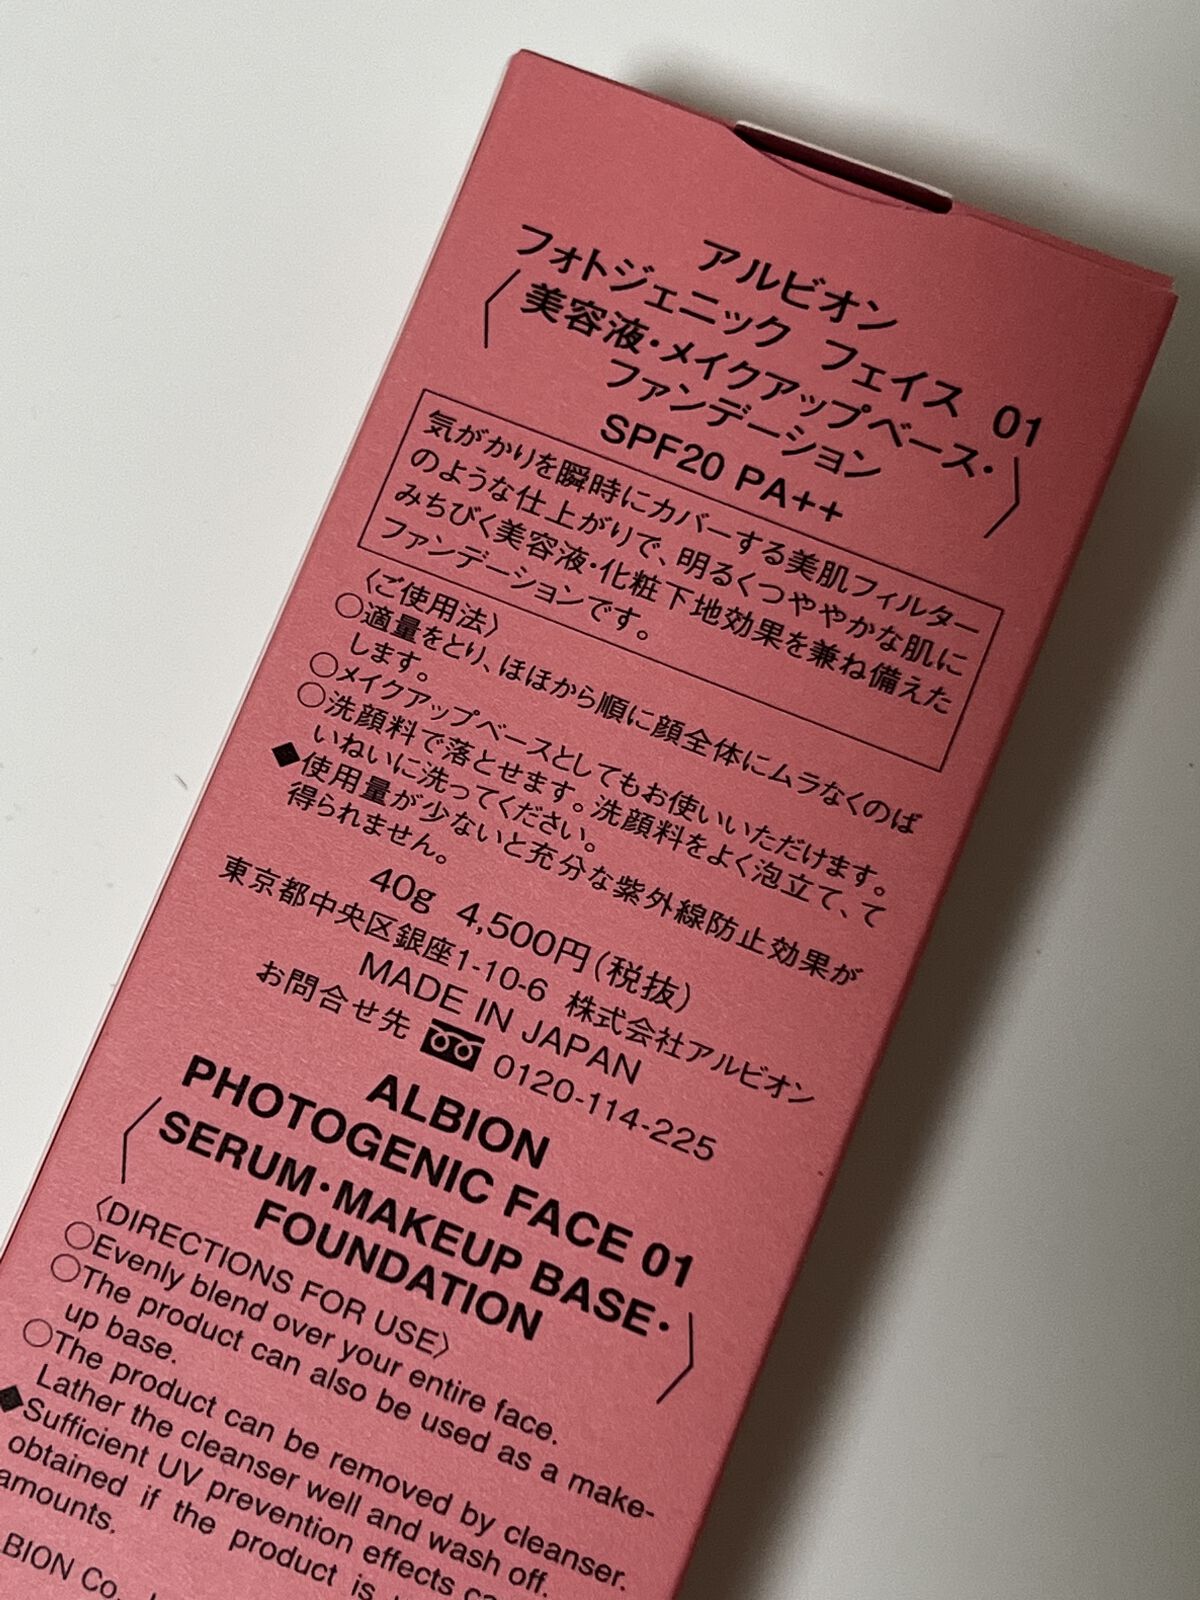 アルビオン
フォトジェニック フェイス 01
〈美容液・メイクアップベース・
ファンデーション〉
SPF20 PA++
気がかりを瞬時にカバーする美肌フィルター
のような仕上がりで、明るくつややかな肌に
みちびく美容液・化粧下地効果を兼ね備えた
ファンデーションです。
〈ご使用法〉
○適量をとり、ほほから順に顔全体にムラなくのば
します。
○メイクアップベースとしてもお使いいただけます。
○洗顔料で落とせます。洗顔料をよく泡立て、て
いねいに洗ってください。
◆使用量が少ないと充分な紫外線防止効果が
得られません。
40g 4,500円(税抜)
東京都中央区銀座1-10-6 株式会社アルビオン
MADE IN JAPAN
お問合せ先 0120-114-225
ALBION
PHOTOGENIC FACE 01
〈SERUM・MAKEUP BASE・
FOUNDATION〉
〈DIRECTIONS FOR USE〉
○Evenly blend over your entire face.
○The product can also be used as a make-
up base.
○The product can be removed by cleanser.
Lather the cleanser well and wash off.
◆Sufficient UV prevention effects
obtained if the product is
amounts.
LBION Co.,